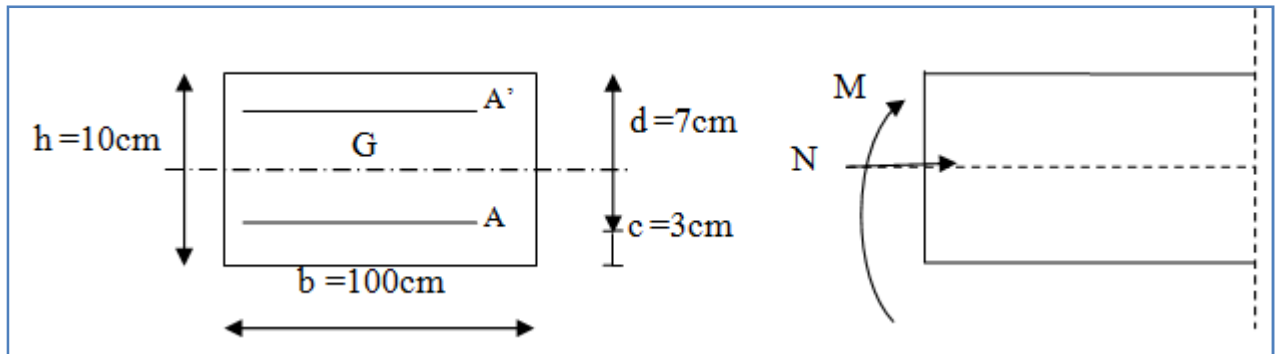 A'
M
d =7cm
h =10cm
G
N
A
c =3cm
b =100cm